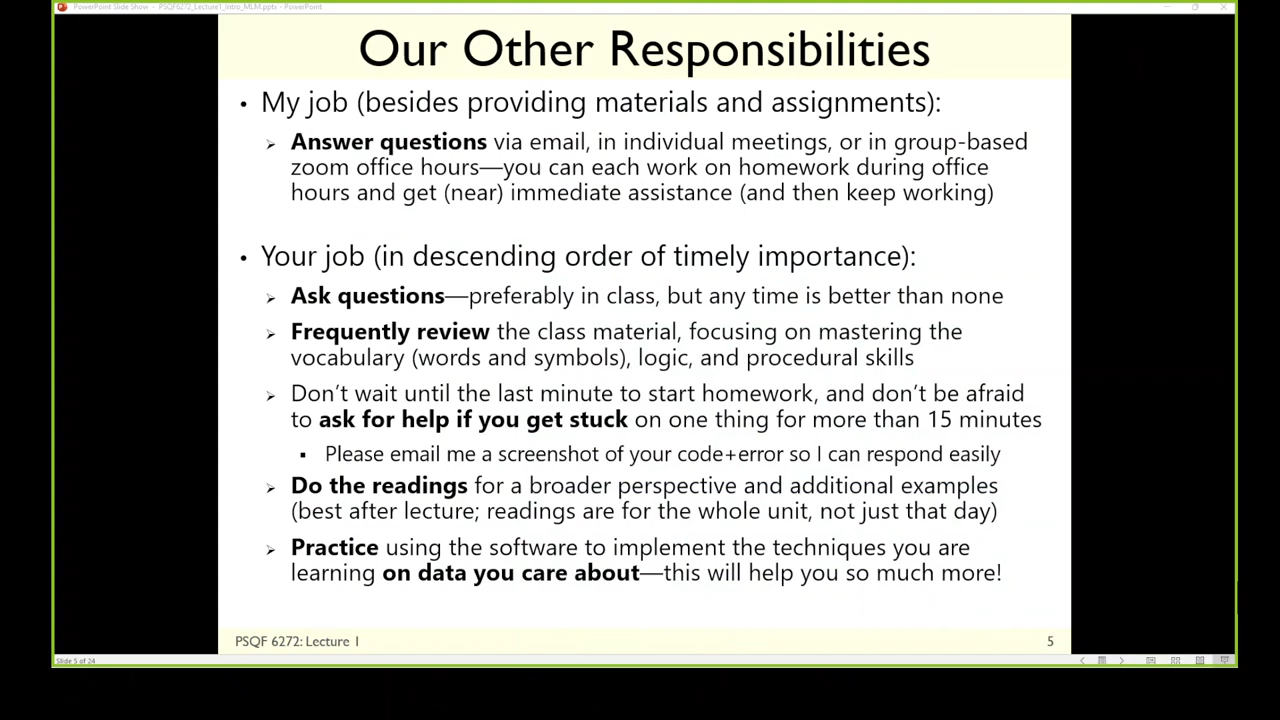 PowerPoint Slide Show - PSQF6272_Lecture1_Intro_MLM.pptx - PowerPoint
Our Other Responsibilities
• My job (besides providing materials and assignments):
➢ Answer questions via email, in individual meetings, or in group-based
zoom office hours—you can each work on homework during office
hours and get (near) immediate assistance (and then keep working)
• Your job (in descending order of timely importance):
➢ Ask questions—preferably in class, but any time is better than none
➢ Frequently review the class material, focusing on mastering the
vocabulary (words and symbols), logic, and procedural skills
➢ Don’t wait until the last minute to start homework, and don’t be afraid
to ask for help if you get stuck on one thing for more than 15 minutes
▪ Please email me a screenshot of your code+error so I can respond easily
➢ Do the readings for a broader perspective and additional examples
(best after lecture; readings are for the whole unit, not just that day)
➢ Practice using the software to implement the techniques you are
learning on data you care about—this will help you so much more!
PSQF 6272: Lecture 1 5
Slide 5 of 24